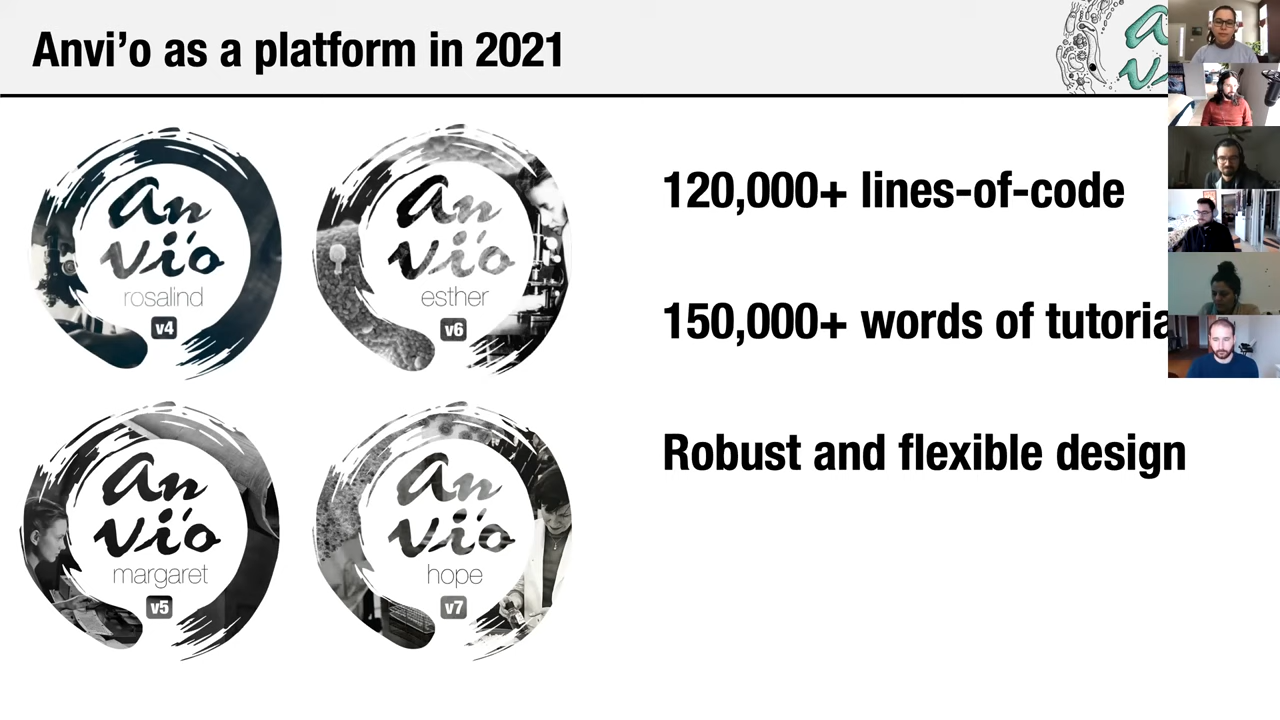 Anvi’o as a platform in 2021
An
vi'o
rosalind
v4
An
vi'o
esther
v6
An
vi'o
margaret
v5
An
vi'o
hope
v7
120,000+ lines-of-code
150,000+ words of
Robust and flexible design